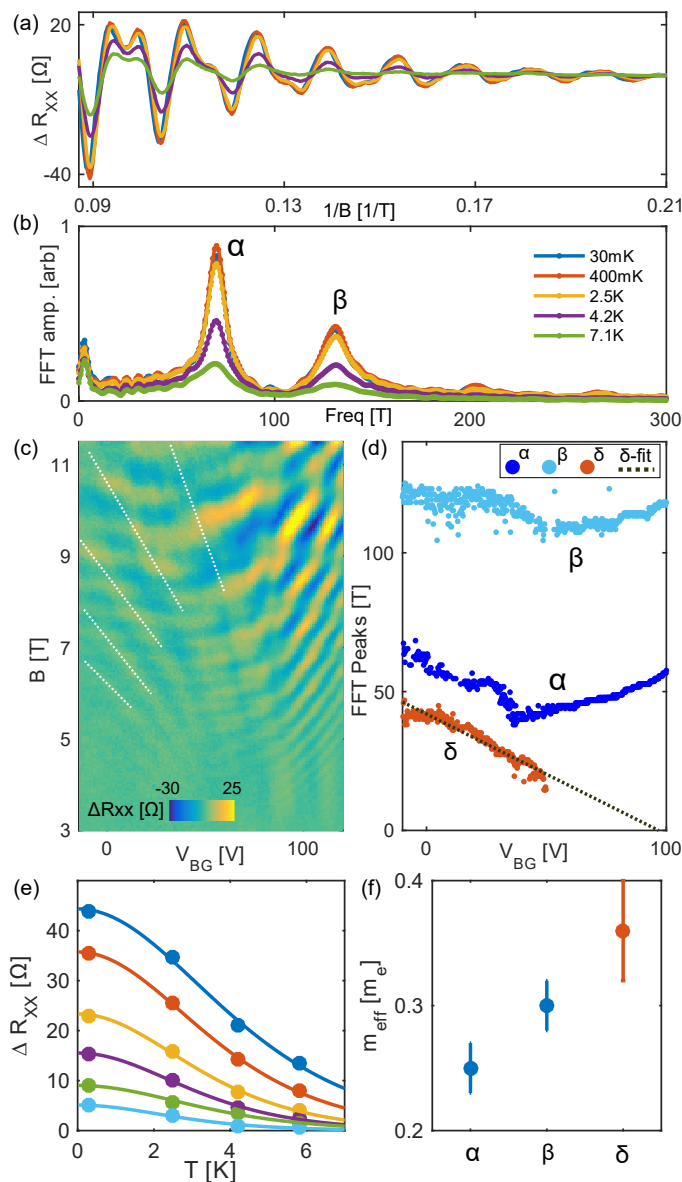 (a)
20
-40
Δ R_XX [Ω]
0.09 0.13 0.17 0.21
1/B [1/T]
(b)
1
0
FFT amp. [arb]
α
β
30mK
400mK
2.5K
4.2K
7.1K
0 100 200 300
Freq [T]
(c)
11
9
7
5
3
B [T]
-30 25
ΔRxx [Ω]
0 100
V_BG [V]
(d)
α β δ δ-fit
100
50
0
FFT Peaks [T]
β
α
δ
0 50 100
V_BG [V]
(e)
40
30
20
10
0
Δ R_XX [Ω]
0 2 4 6
T [K]
(f)
0.4
0.3
0.2
m_eff [m_e]
α β δ